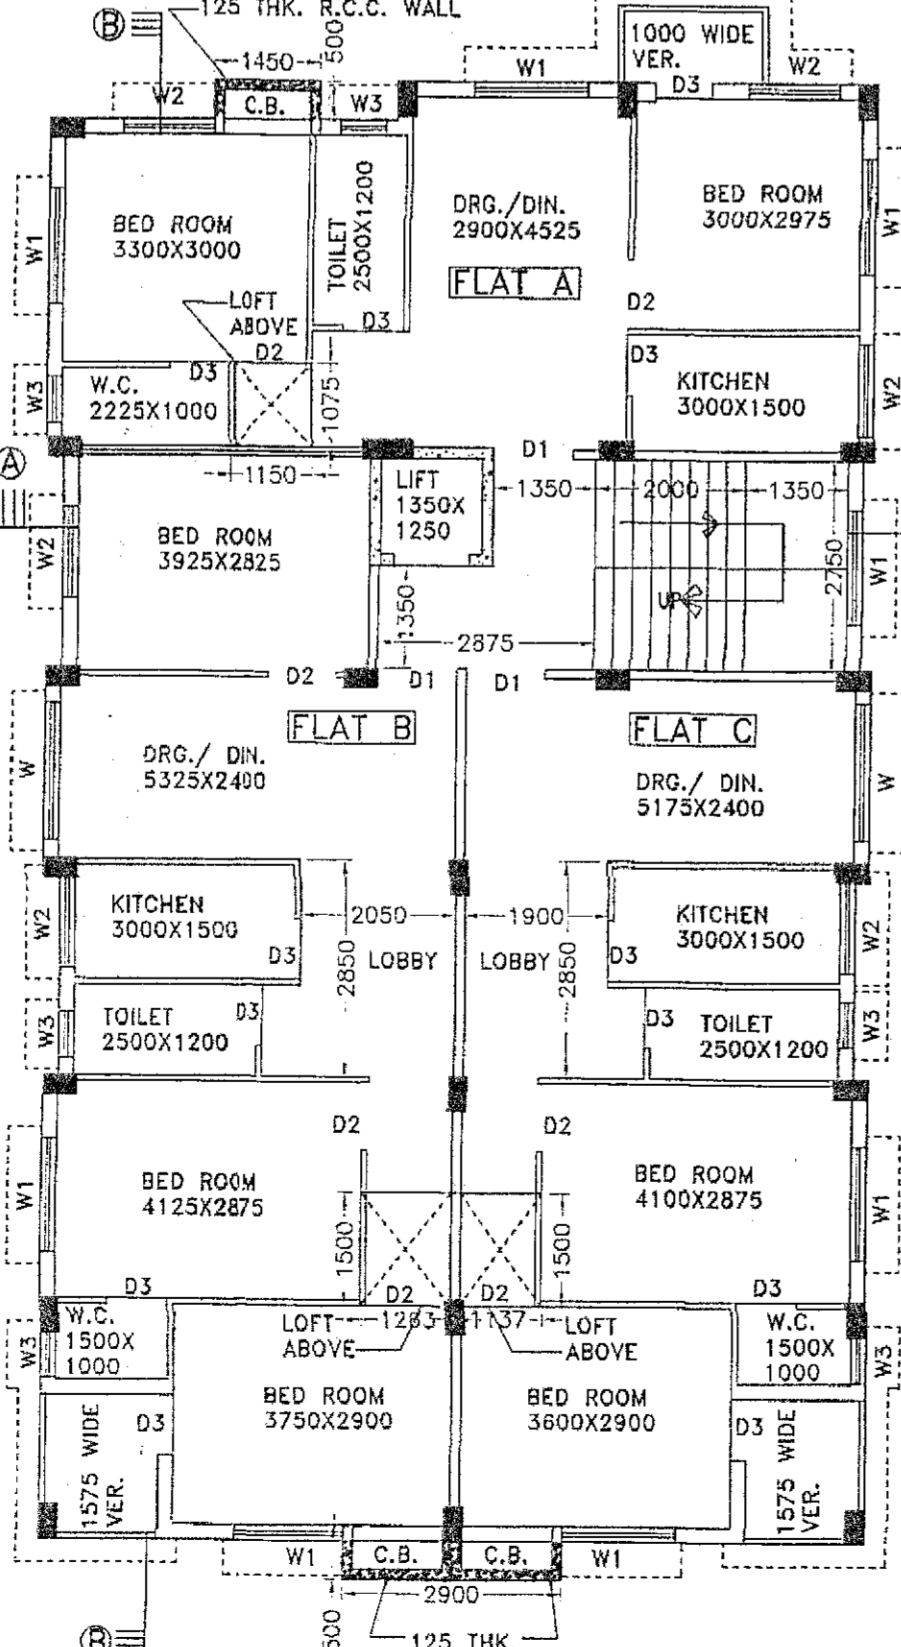 125 THK. R.C.C. WALL
B
1450
500
1000 WIDE
VER.
W1
D3
W2
W2
C.B.
W3
BED ROOM
3300X3000
TOILET
2500X1200
DRG./DIN.
2900X4525
BED ROOM
3000X2975
W1
W1
FLAT A
LOFT
ABOVE
D3
D2
D2
D3
W.C.
2225X1000
D3
W3
1075
KITCHEN
3000X1500
W2
A
1150
D1
LIFT
1350X
1250
1350
2000
1350
BED ROOM
3925X2825
W2
2750
W1
UP
1350
2875
D2
D1
D1
FLAT B
FLAT C
DRG./ DIN.
5325X2400
DRG./ DIN.
5175X2400
W
W
KITCHEN
3000X1500
2050
1900
KITCHEN
3000X1500
W2
W2
D3
2850
LOBBY
LOBBY
2850
D3
TOILET
2500X1200
D3
D3
TOILET
2500X1200
W3
W3
D2
D2
BED ROOM
4125X2875
BED ROOM
4100X2875
W1
W1
1500
1500
D3
D2
D2
D3
W.C.
1500X
1000
1263
1137
W.C.
1500X
1000
LOFT
ABOVE
LOFT
ABOVE
W3
W3
BED ROOM
3750X2900
BED ROOM
3600X2900
D3
D3
1575 WIDE
VER.
1575 WIDE
VER.
W1
C.B.
C.B.
W1
2900
B
125 THK